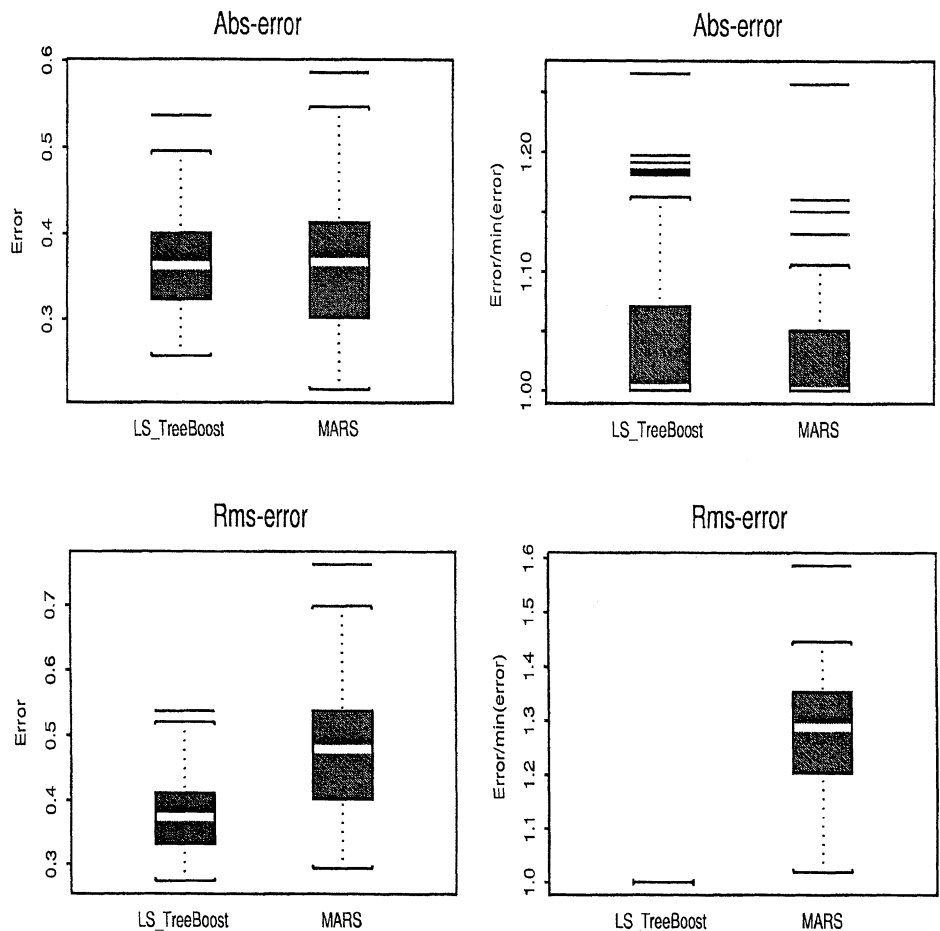 Abs-error
Error
0.6
0.5
0.4
0.3
LS_TreeBoost
MARS
Abs-error
Error/min(error)
1.20
1.10
1.00
LS_TreeBoost
MARS
Rms-error
Error
0.7
0.6
0.5
0.4
0.3
LS_TreeBoost
MARS
Rms-error
Error/min(error)
1.6
1.5
1.4
1.3
1.2
1.1
1.0
LS_TreeBoost
MARS